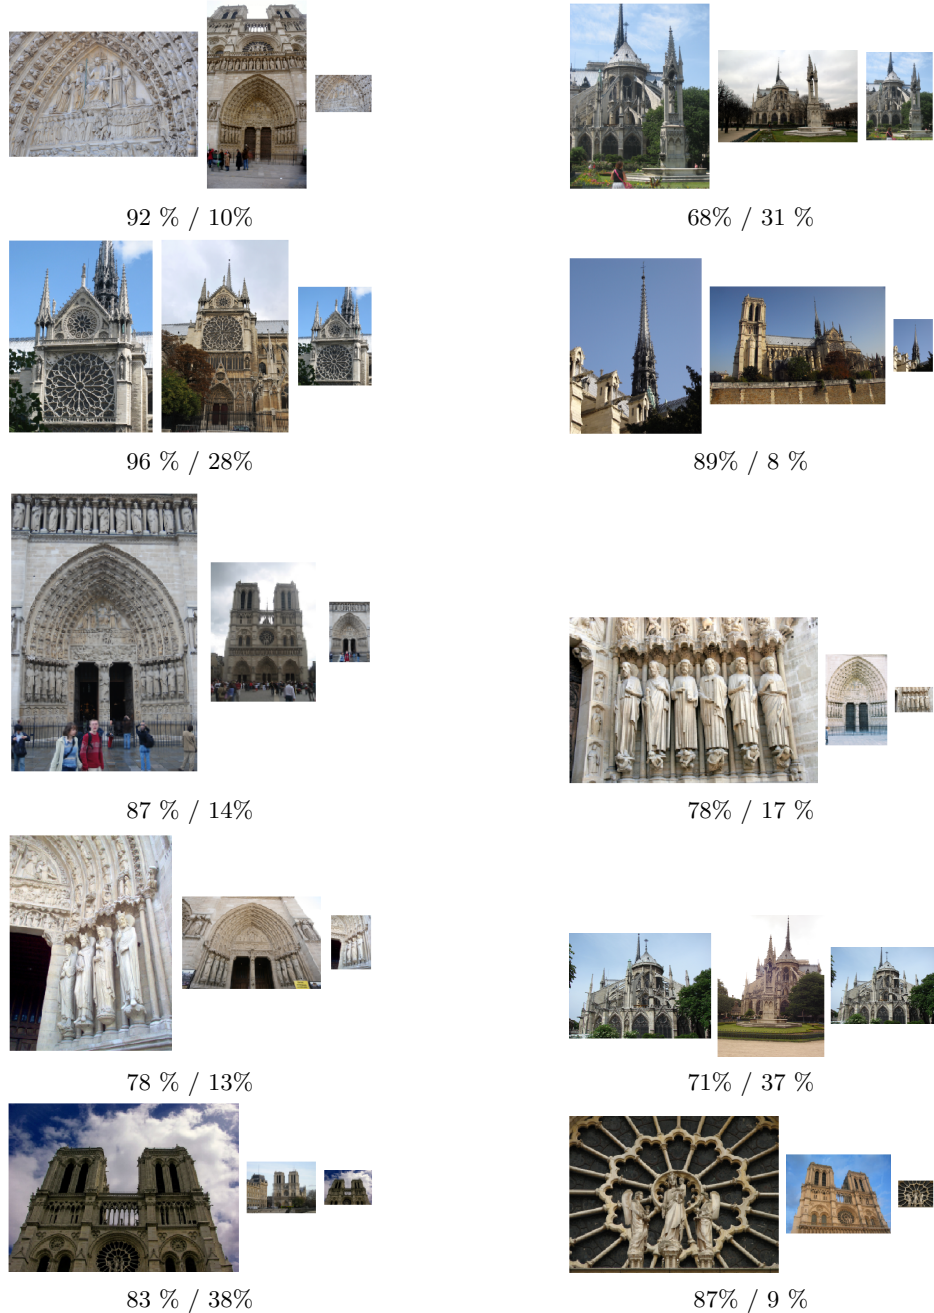 92 % / 10%
68% / 31 %
96 % / 28%
89% / 8 %
87 % / 14%
78% / 17 %
78 % / 13%
71% / 37 %
83 % / 38%
87% / 9 %